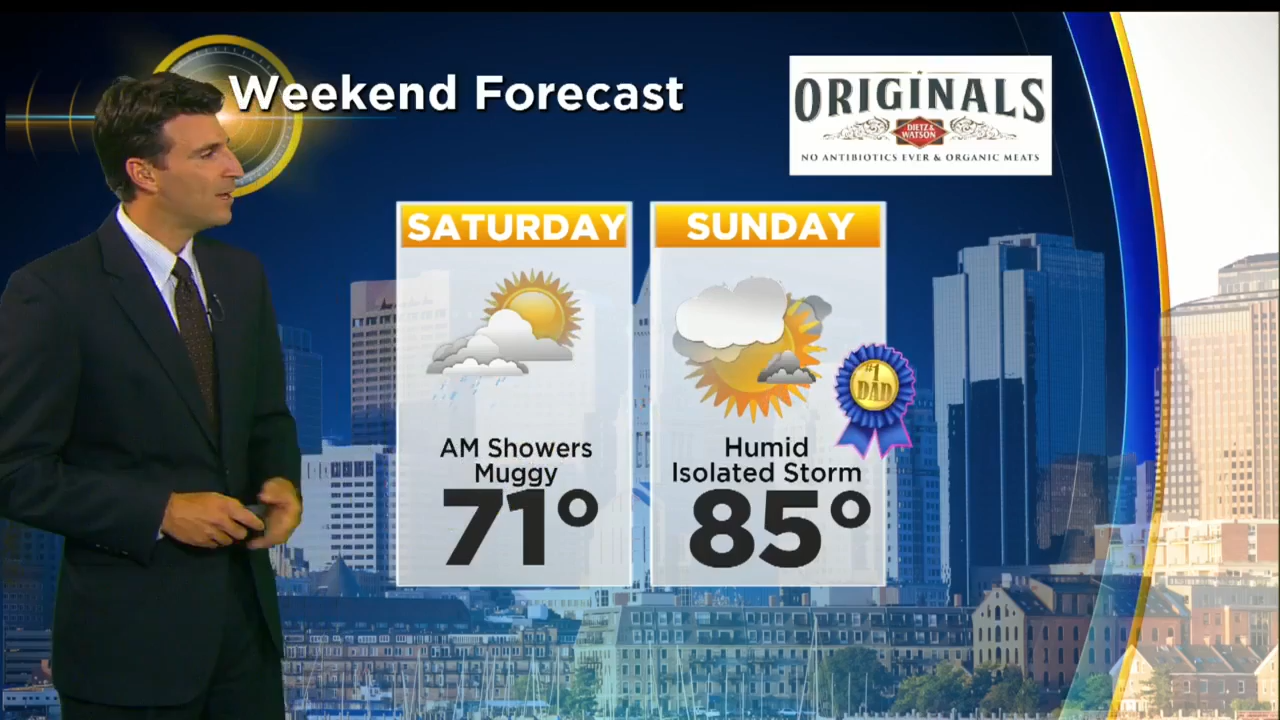 Weekend Forecast
ORIGINALS
DIETZ &
WATSON
NO ANTIBIOTICS EVER & ORGANIC MEATS
SATURDAY
AM Showers
Muggy
71°
SUNDAY
Humid
Isolated Storm
85°
#1
DAD